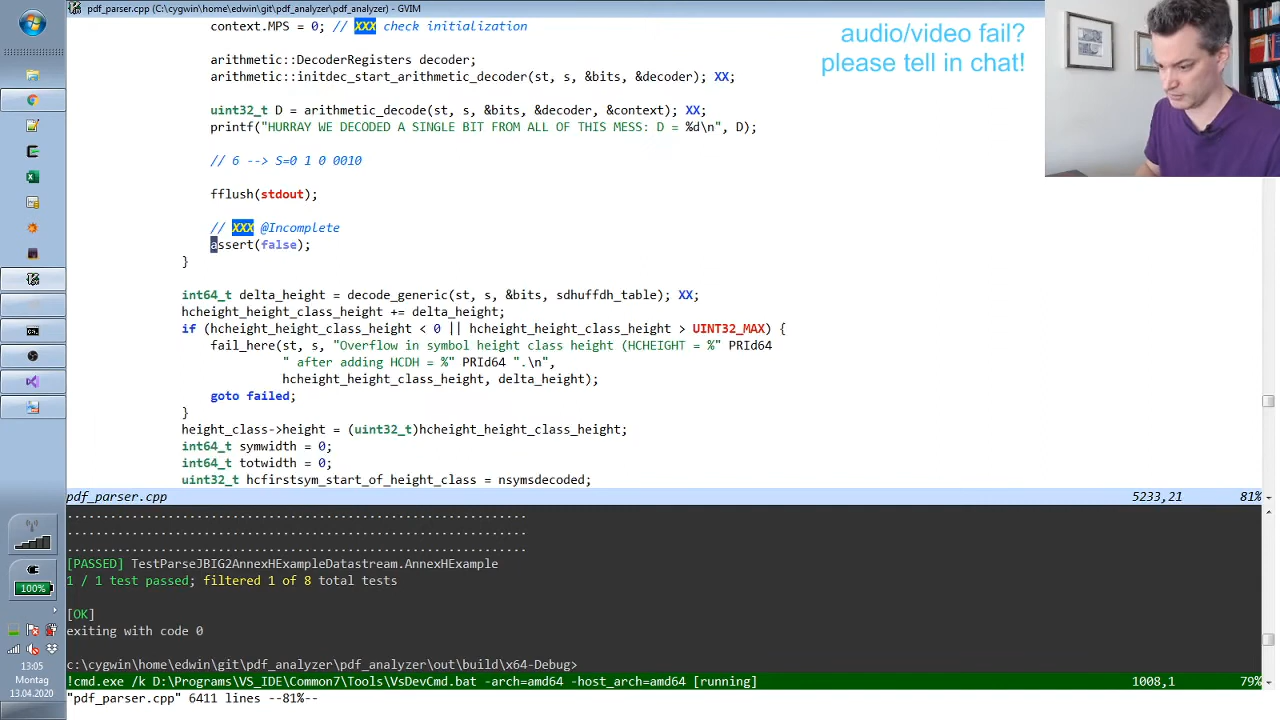 pdf_parser.cpp (C:\cygwin\home\edwin\git\pdf_analyzer\pdf_analyzer) - GVIM
context.MPS = 0; // XXX check initialization
arithmetic::DecoderRegisters decoder;
arithmetic::initdec_start_arithmetic_decoder(st, s, &bits, &decoder); XX;
uint32_t D = arithmetic_decode(st, s, &bits, &decoder, &context); XX;
printf("HURRAY WE DECODED A SINGLE BIT FROM ALL OF THIS MESS: D = %d\n", D);
// 6 --> S=0 1 0 0010
fflush(stdout);
// XXX @Incomplete
assert(false);
}
int64_t delta_height = decode_generic(st, s, &bits, sdhuffdh_table); XX;
hcheight_height_class_height += delta_height;
if (hcheight_height_class_height < 0 || hcheight_height_class_height > UINT32_MAX) {
fail_here(st, s, "Overflow in symbol height class height (HCHEIGHT = %" PRId64
" after adding HCDH = %" PRId64 ".\n",
hcheight_height_class_height, delta_height);
goto failed;
}
height_class->height = (uint32_t)hcheight_height_class_height;
int64_t symwidth = 0;
int64_t totwidth = 0;
uint32_t hcfirstsym_start_of_height_class = nsymsdecoded;
pdf_parser.cpp 5233,21 81%
................................................................
................................................................
................................................................
[PASSED] TestParseJBIG2AnnexHExampleDatastream.AnnexHExample
1 / 1 test passed; filtered 1 of 8 total tests
[OK]
exiting with code 0
c:\cygwin\home\edwin\git\pdf_analyzer\pdf_analyzer\out\build\x64-Debug>
!cmd.exe /k D:\Programs\VS_IDE\Common7\Tools\VsDevCmd.bat -arch=amd64 -host_arch=amd64 [running] 1008,1 79%
"pdf_parser.cpp" 6411 lines --81%--
audio/video fail?
please tell in chat!
100%
13:05
Montag
13.04.2020